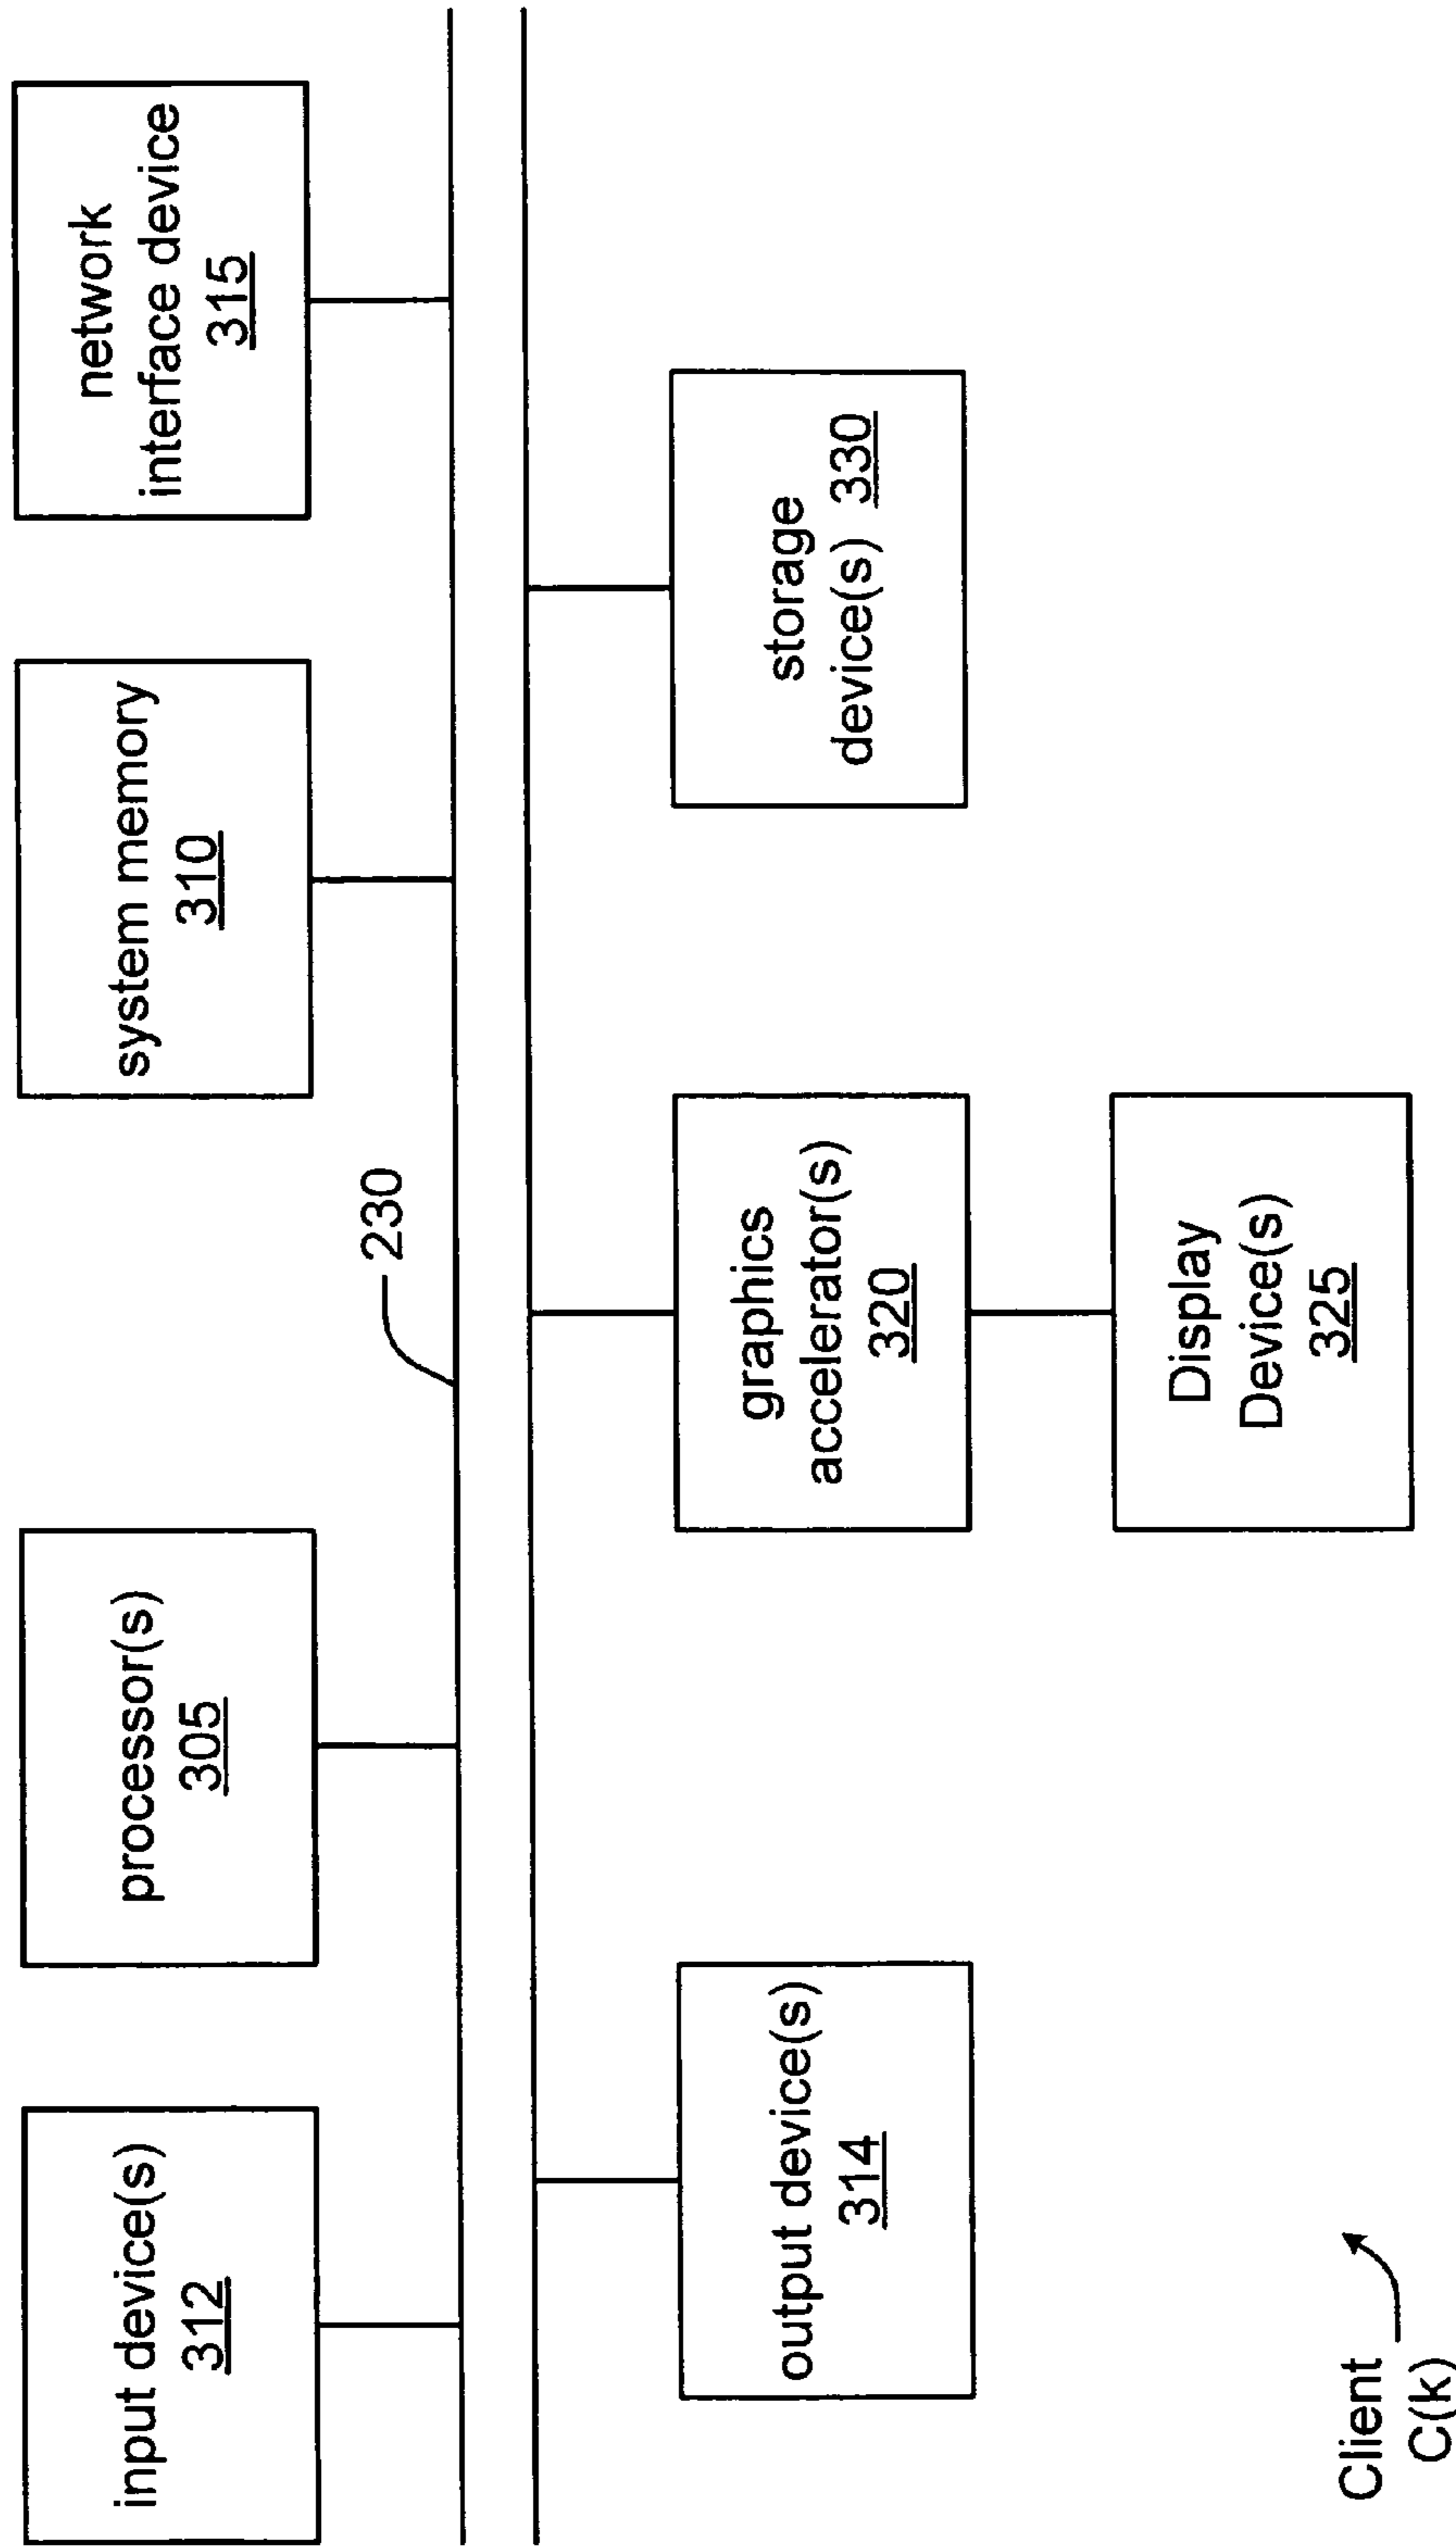 input device(s)
312
processor(s)
305
system memory
310
network
interface device
315
230
output device(s)
314
graphics
accelerator(s)
320
storage
device(s) 330
Display
Device(s)
325
Client
C(k)